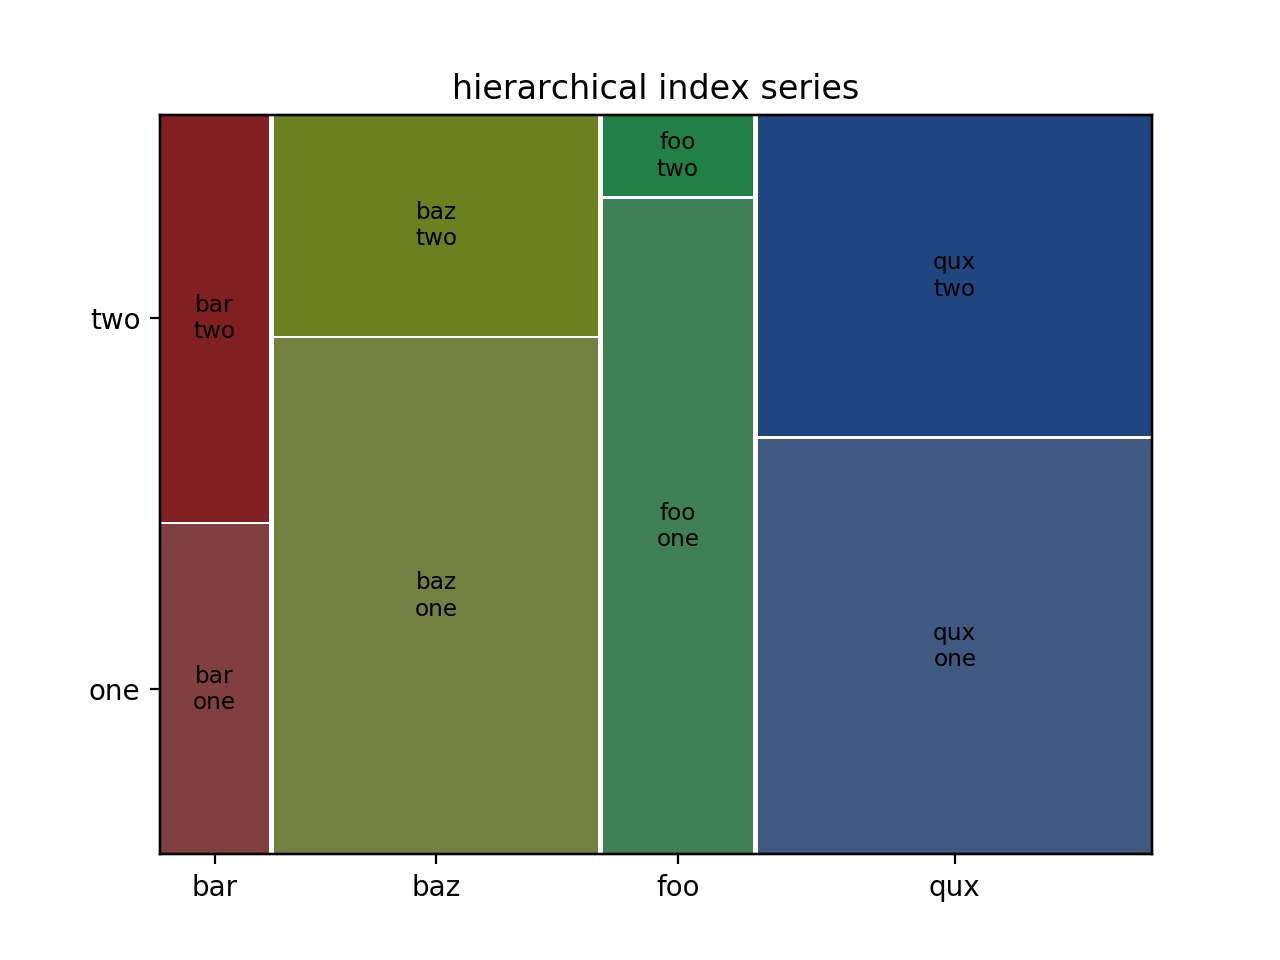 hierarchical index series
foo
two
baz
two
qux
two
bar
two
two
foo
one
baz
one
qux
one
bar
one
one
bar
baz
foo
qux